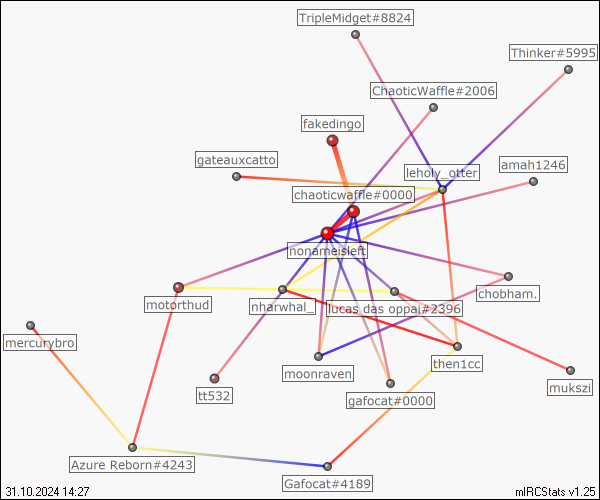 TripleMidget#8824
Thinker#5995
ChaoticWaffle#2006
fakedingo
gateauxcatto
leholy_otter
amah1246
chaoticwaffle#0000
nonameisleft
motorthud
nharwhal_
lucas das oppai#2396
chobham.
mercurybro
moonraven
then1cc
tt532
gafocat#0000
mukszi
Azure Reborn#4243
Gafocat#4189
31.10.2024 14:27
mIRCStats v1.25